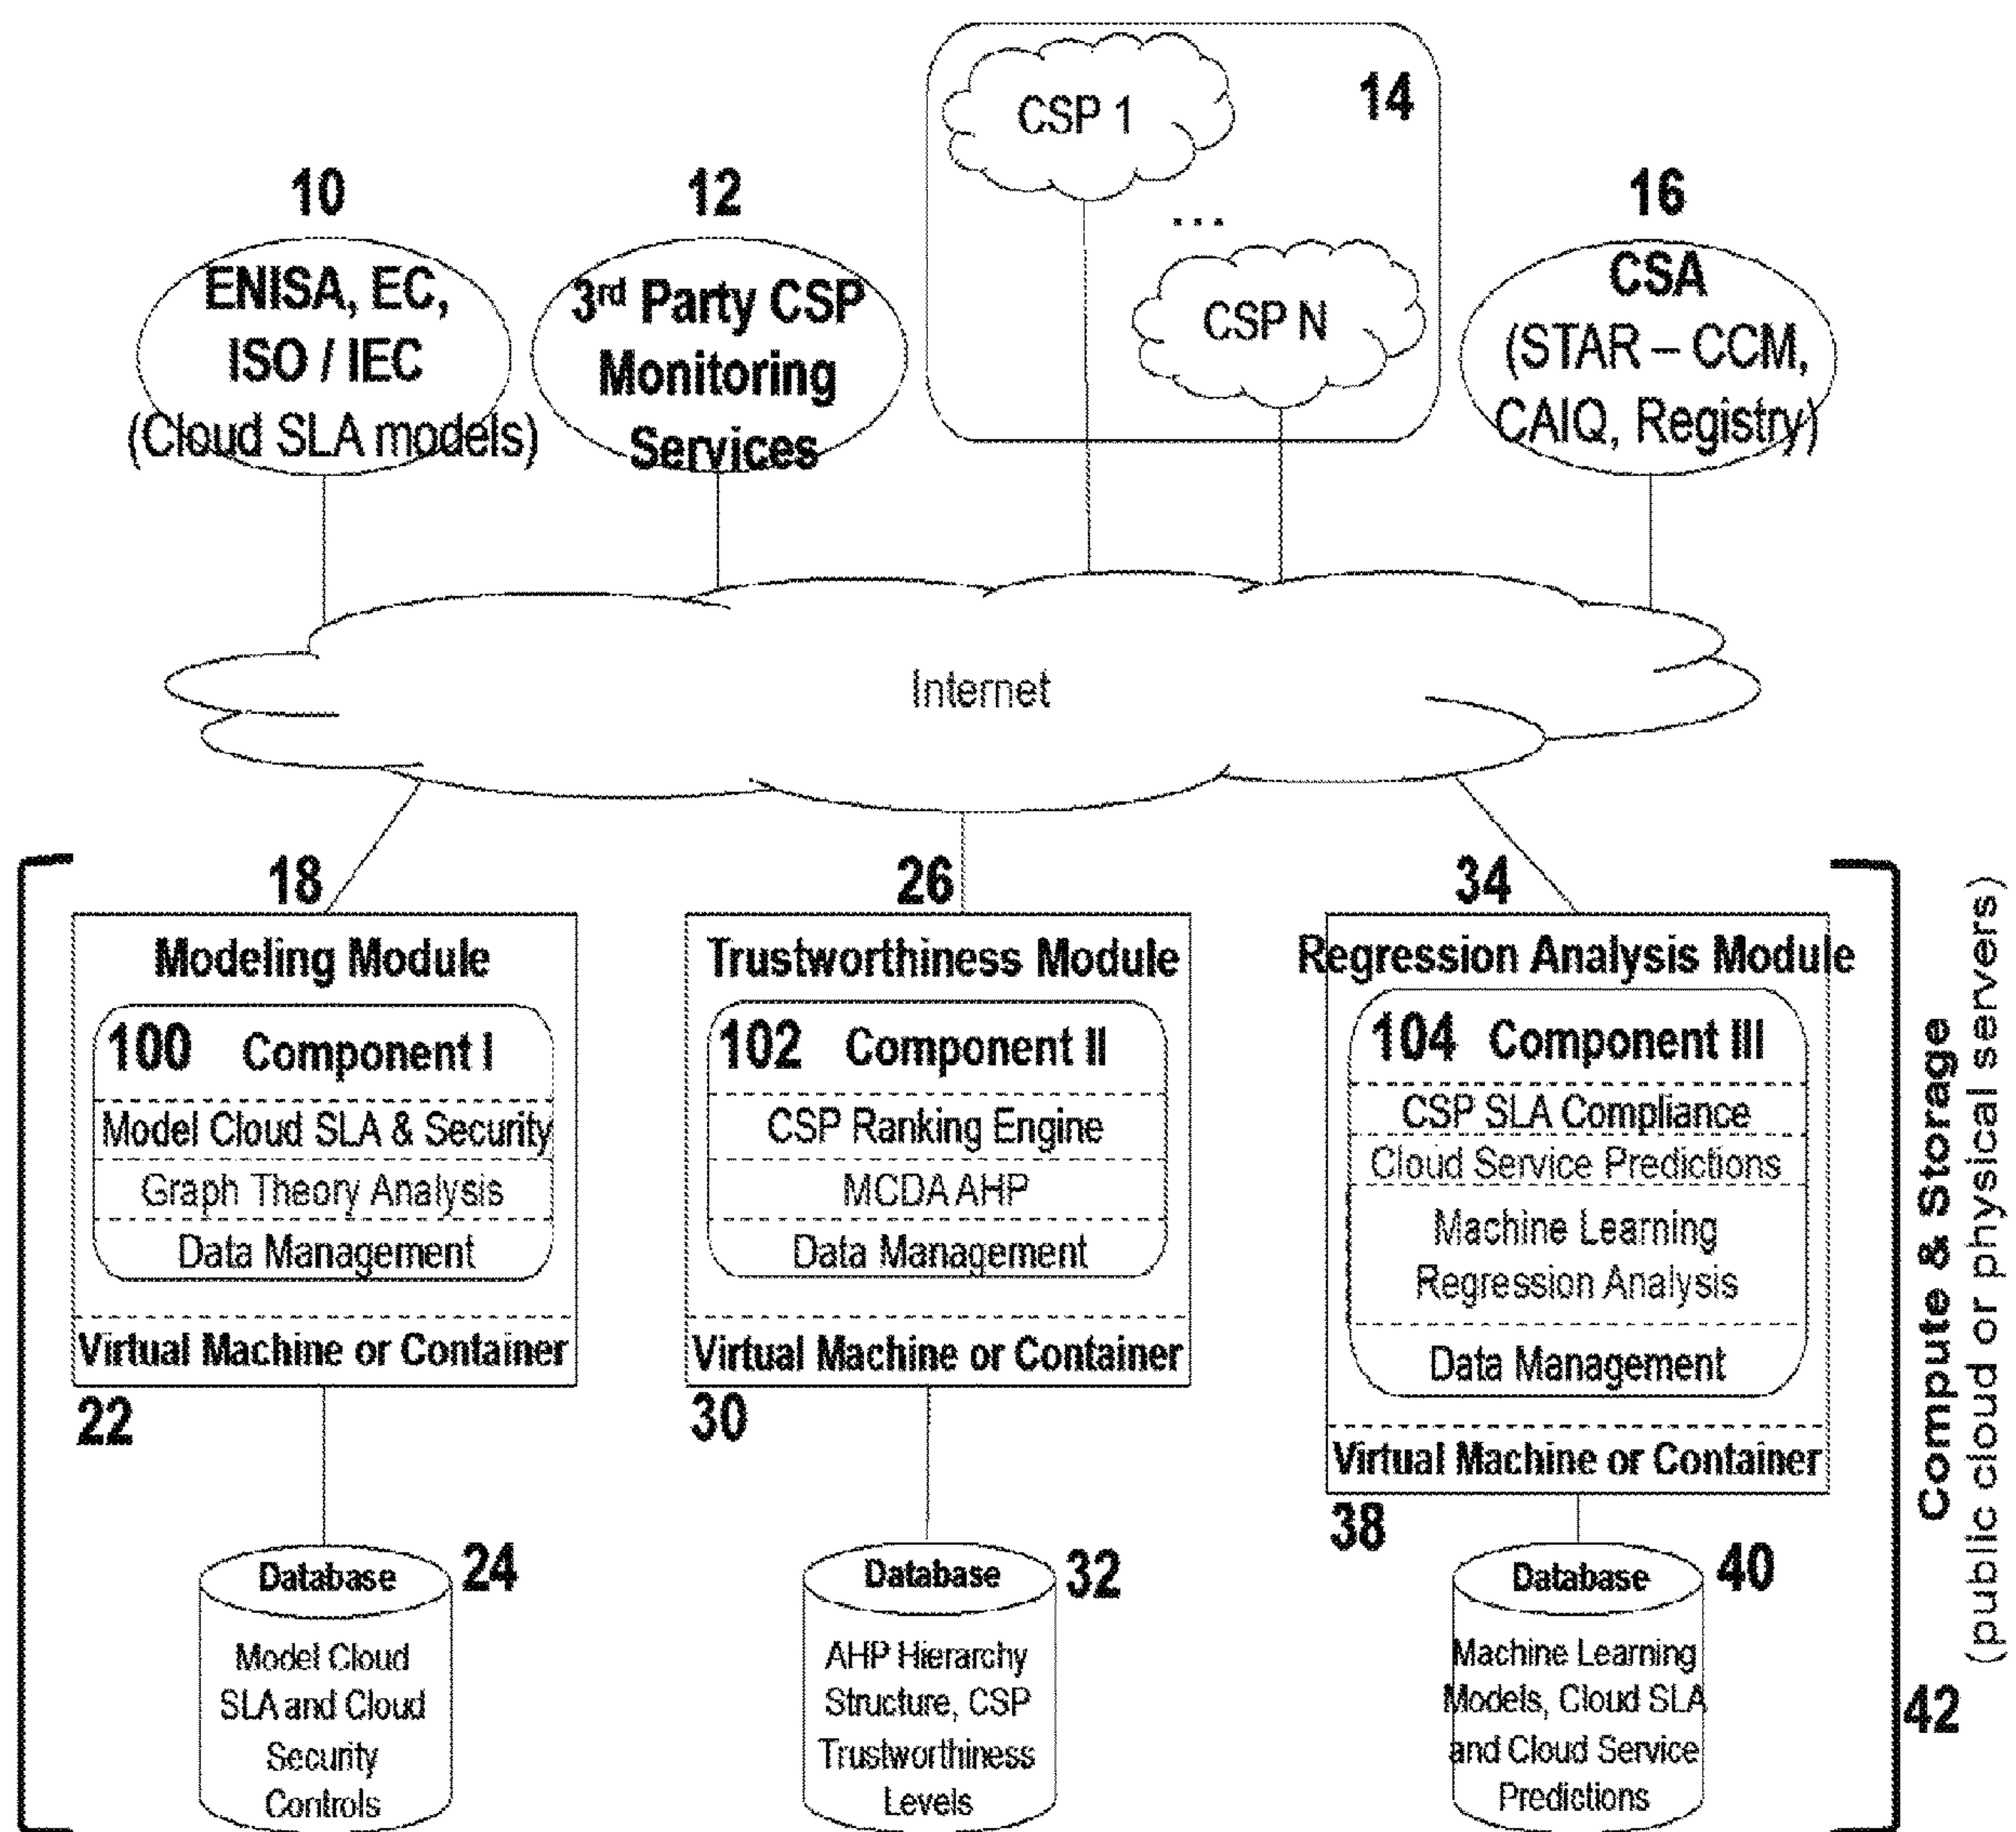 CSP 1
14
...
CSP N
10
ENISA, EC,
ISO / IEC
(Cloud SLA models)
12
3rd Party CSP
Monitoring
Services
16
CSA
(STAR – CCM,
CAIQ, Registry)
Internet
18
Modeling Module
100 Component I
Model Cloud SLA & Security
Graph Theory Analysis
Data Management
Virtual Machine or Container
22
Database
24
Model Cloud
SLA and Cloud
Security
Controls
26
Trustworthiness Module
102 Component II
CSP Ranking Engine
MCDA AHP
Data Management
Virtual Machine or Container
30
Database
32
AHP Hierarchy
Structure, CSP
Trustworthiness
Levels
34
Regression Analysis Module
104 Component III
CSP SLA Compliance
Cloud Service Predictions
Machine Learning
Regression Analysis
Data Management
Virtual Machine or Container
38
Database
40
Machine Learning
Models, Cloud SLA
and Cloud Service
Predictions
Compute & Storage
(public cloud or physical servers)
42